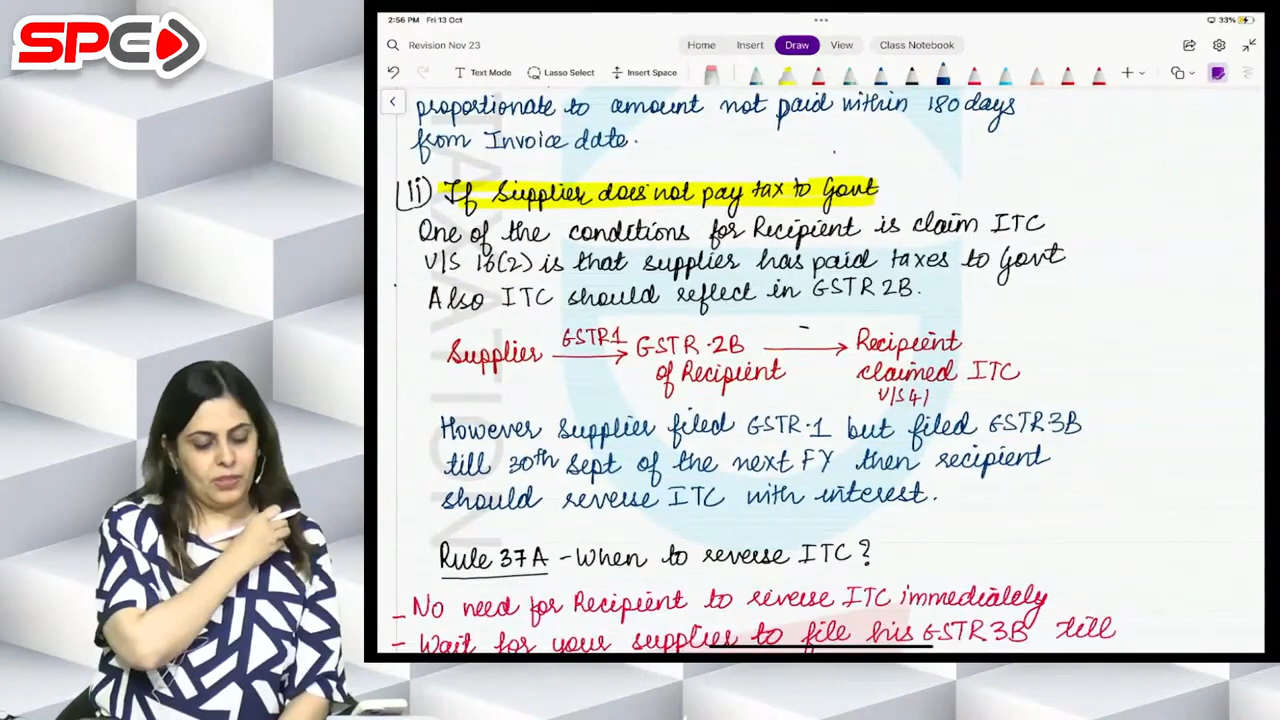 SPE
2:56 PM Fri 13 Oct
33%
Revision Nov 23
Home Insert Draw View Class Notebook
Text Mode Lasso Select Insert Space
proportionate to amount not paid within 180 days
from Invoice date.
(ii) If Supplier does not pay tax to Govt
One of the conditions for Recipient is claim ITC
U/S 16(2) is that supplier has paid taxes to Govt
Also ITC should reflect in GSTR 2B.
Supplier GSTR1 GSTR.2B Recipient
of Recipient claimed ITC
U/S 41
However Supplier filed GSTR.1 but filed GSTR3B
till 30th Sept of the next FY then recipient
should reverse ITC with interest.
Rule 37A - When to reverse ITC?
- No need for Recipient to reverse ITC immediately
- Wait for your supplier to file his GSTR3B till
TAXATION